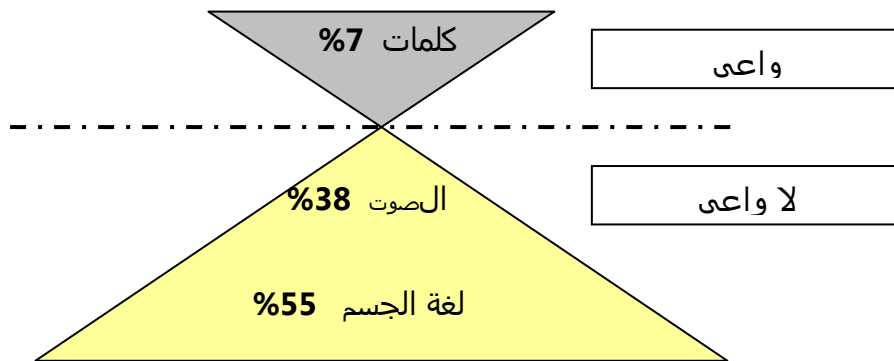 كلمات 7%
واعى
الصوت 38%
لا واعى
لغة الجسم 55%